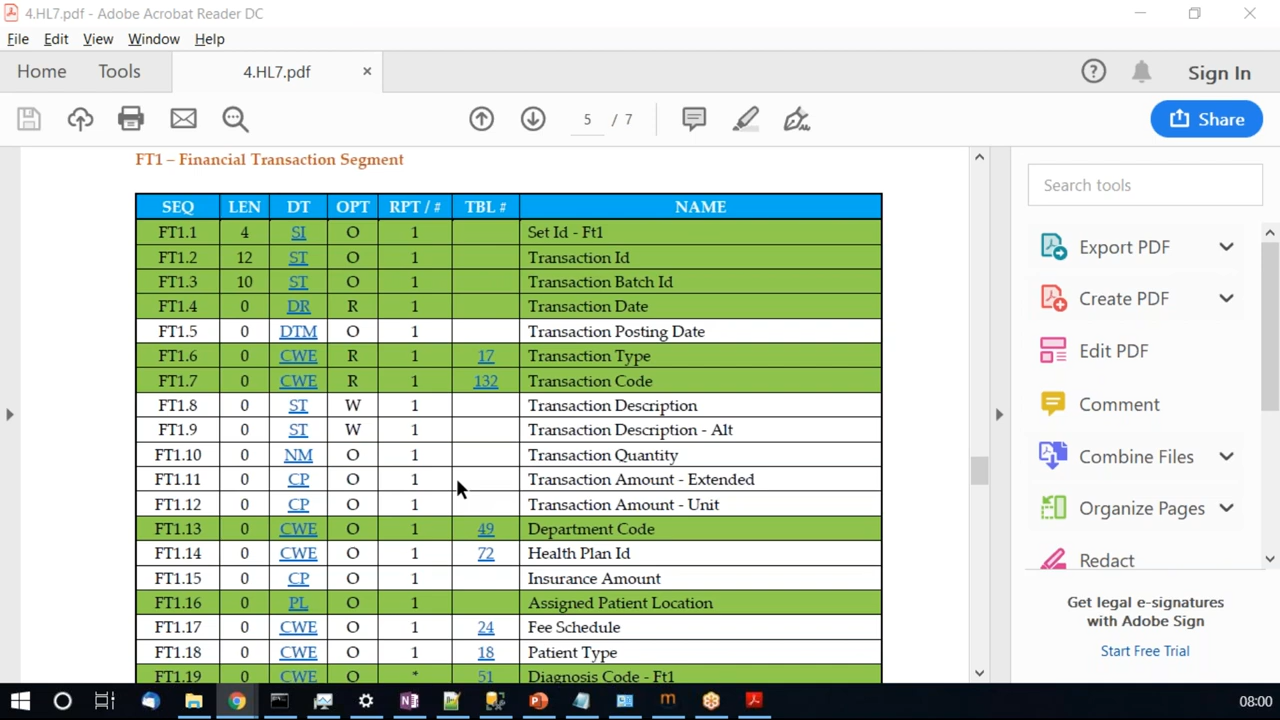 4.HL7.pdf - Adobe Acrobat Reader DC
File Edit View Window Help
Home Tools 4.HL7.pdf × Sign In
5 / 7 Share
FT1 – Financial Transaction Segment
SEQ LEN DT OPT RPT / # TBL # NAME
FT1.1 4 SI O 1 Set Id - Ft1
FT1.2 12 ST O 1 Transaction Id
FT1.3 10 ST O 1 Transaction Batch Id
FT1.4 0 DR R 1 Transaction Date
FT1.5 0 DTM O 1 Transaction Posting Date
FT1.6 0 CWE R 1 17 Transaction Type
FT1.7 0 CWE R 1 132 Transaction Code
FT1.8 0 ST W 1 Transaction Description
FT1.9 0 ST W 1 Transaction Description - Alt
FT1.10 0 NM O 1 Transaction Quantity
FT1.11 0 CP O 1 Transaction Amount - Extended
FT1.12 0 CP O 1 Transaction Amount - Unit
FT1.13 0 CWE O 1 49 Department Code
FT1.14 0 CWE O 1 72 Health Plan Id
FT1.15 0 CP O 1 Insurance Amount
FT1.16 0 PL O 1 Assigned Patient Location
FT1.17 0 CWE O 1 24 Fee Schedule
FT1.18 0 CWE O 1 18 Patient Type
FT1.19 0 CWE O * 51 Diagnosis Code - Ft1
Search tools
Export PDF
Create PDF
Edit PDF
Comment
Combine Files
Organize Pages
Redact
Get legal e-signatures
with Adobe Sign
Start Free Trial
08:00